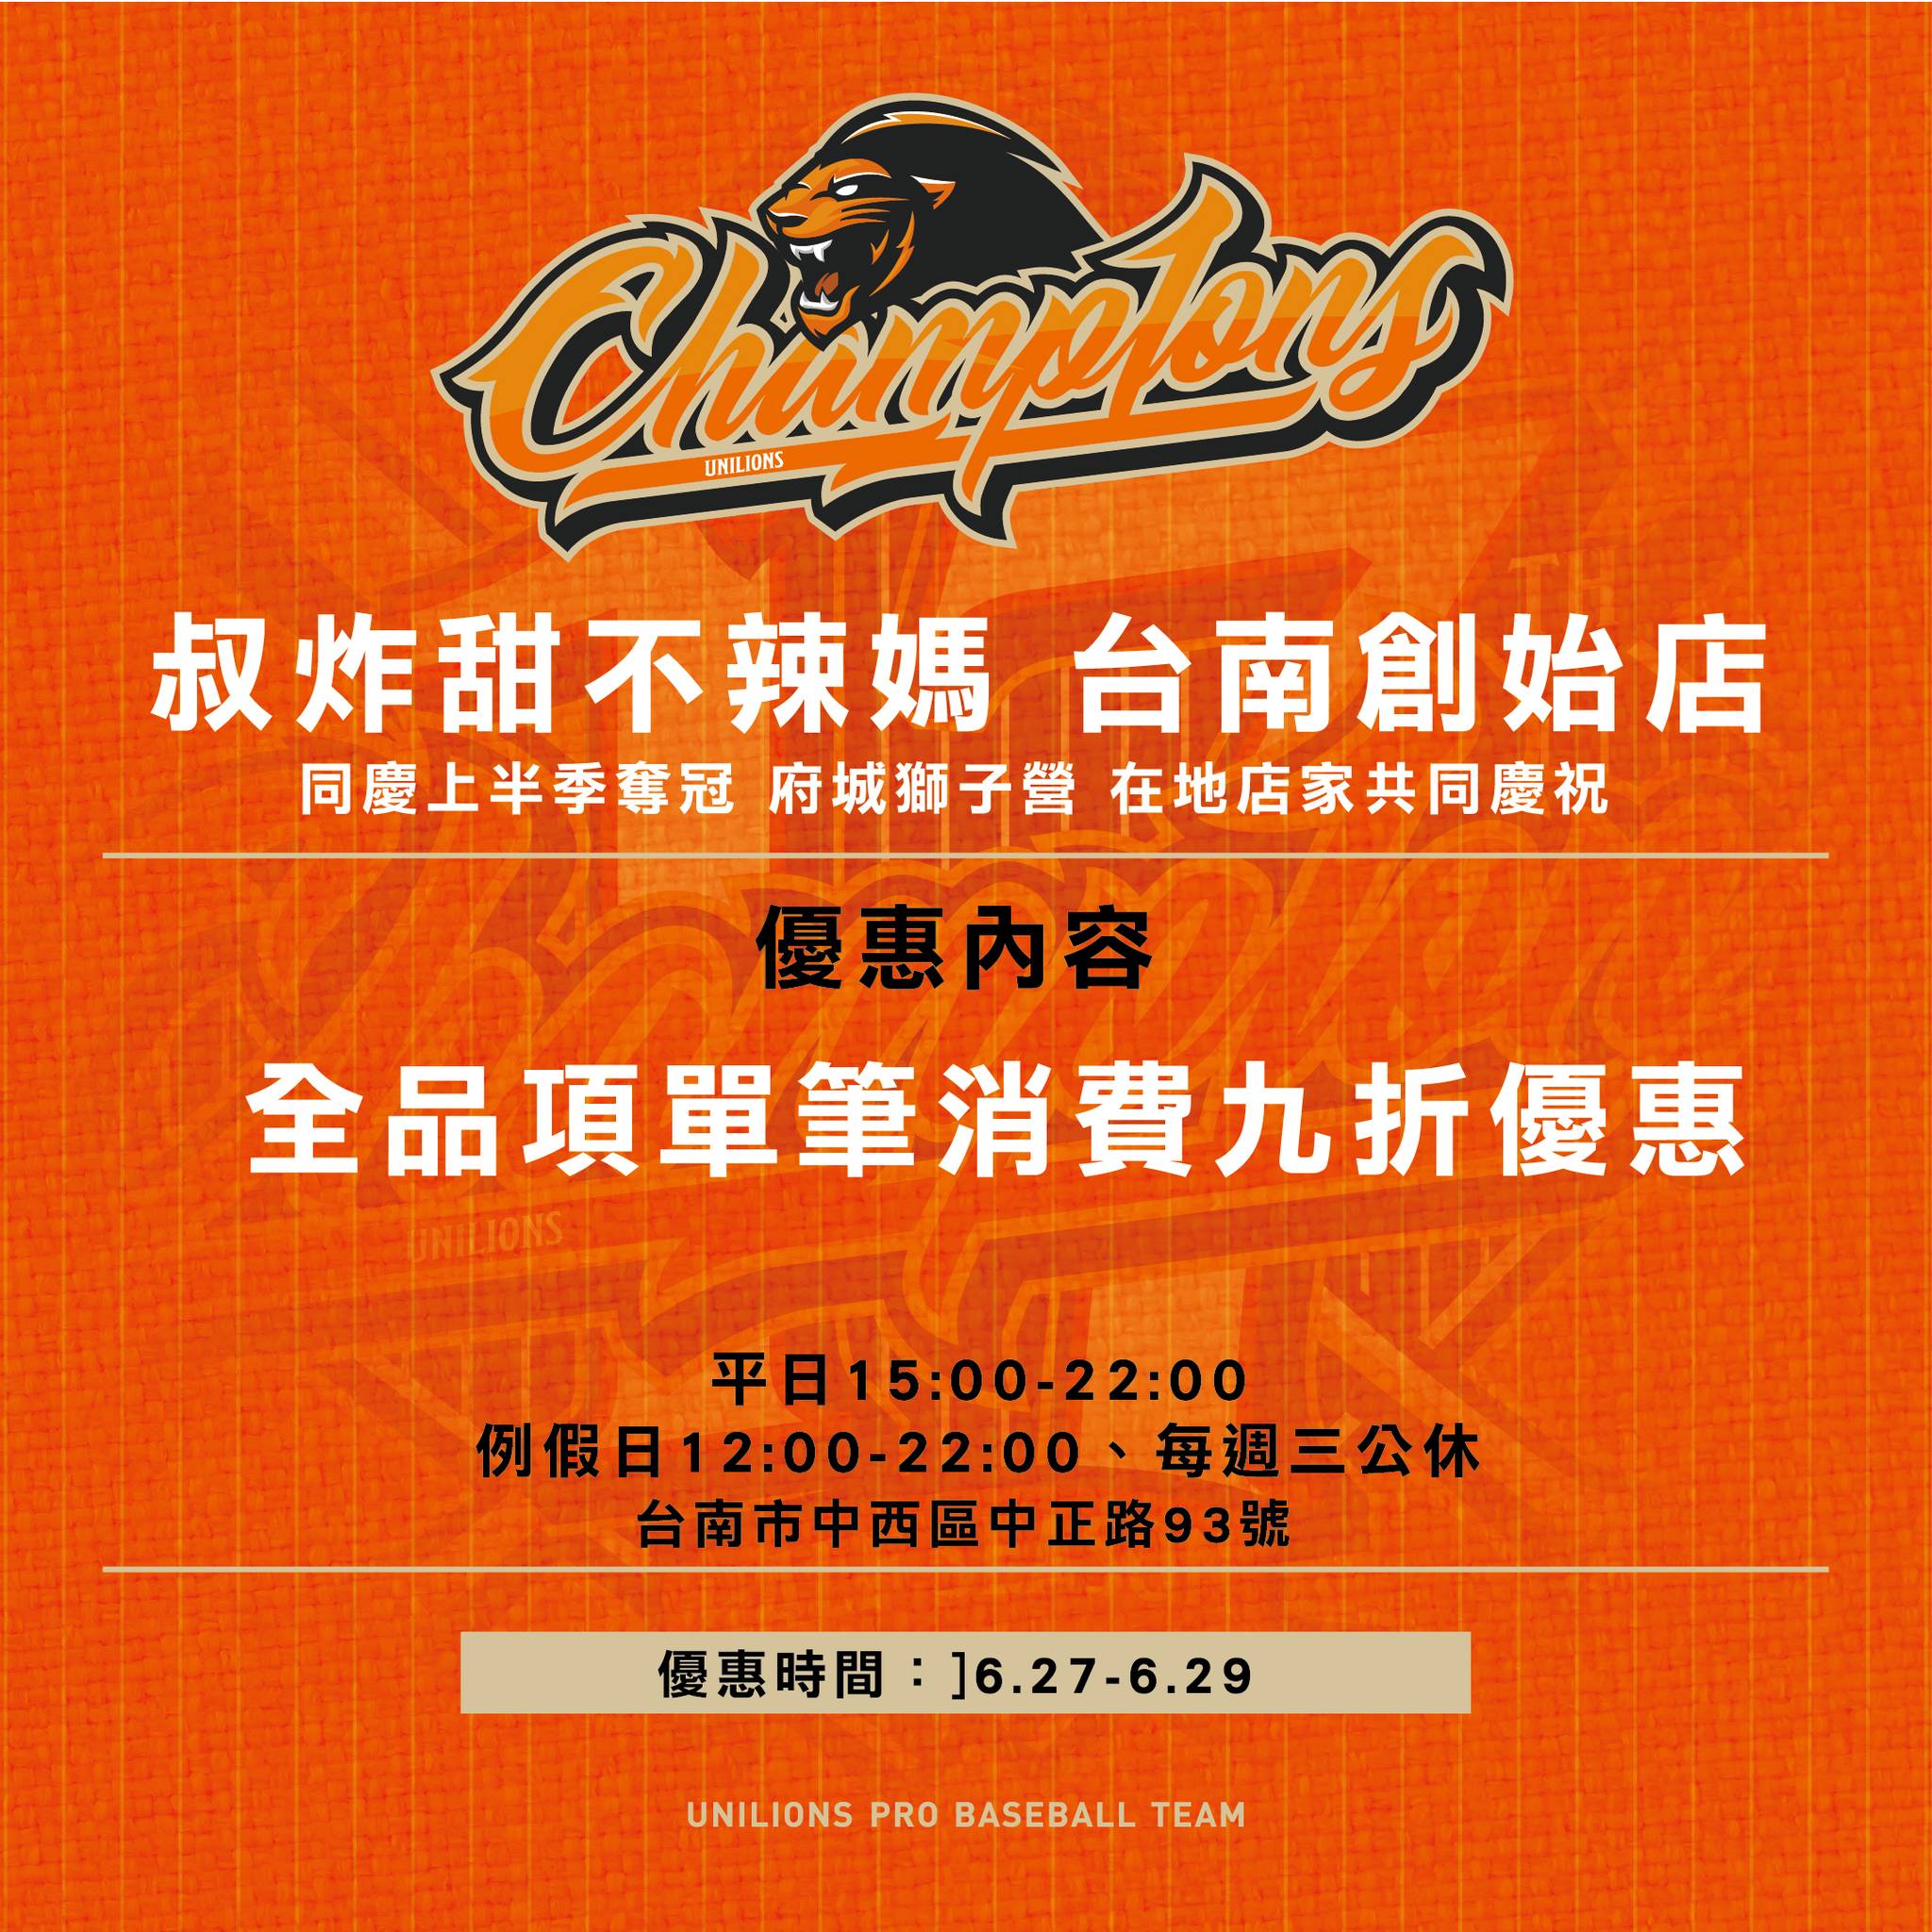 Champ1ons
UNILIONS
叔炸甜不辣媽 台南創始店
同慶上半季奪冠 府城獅子營 在地店家共同慶祝
優惠內容
全品項單筆消費九折優惠
UNILIONS
平日15:00-22:00
例假日12:00-22:00、每週三公休
台南市中西區中正路93號
優惠時間：]6.27-6.29
UNILIONS PRO BASEBALL TEAM